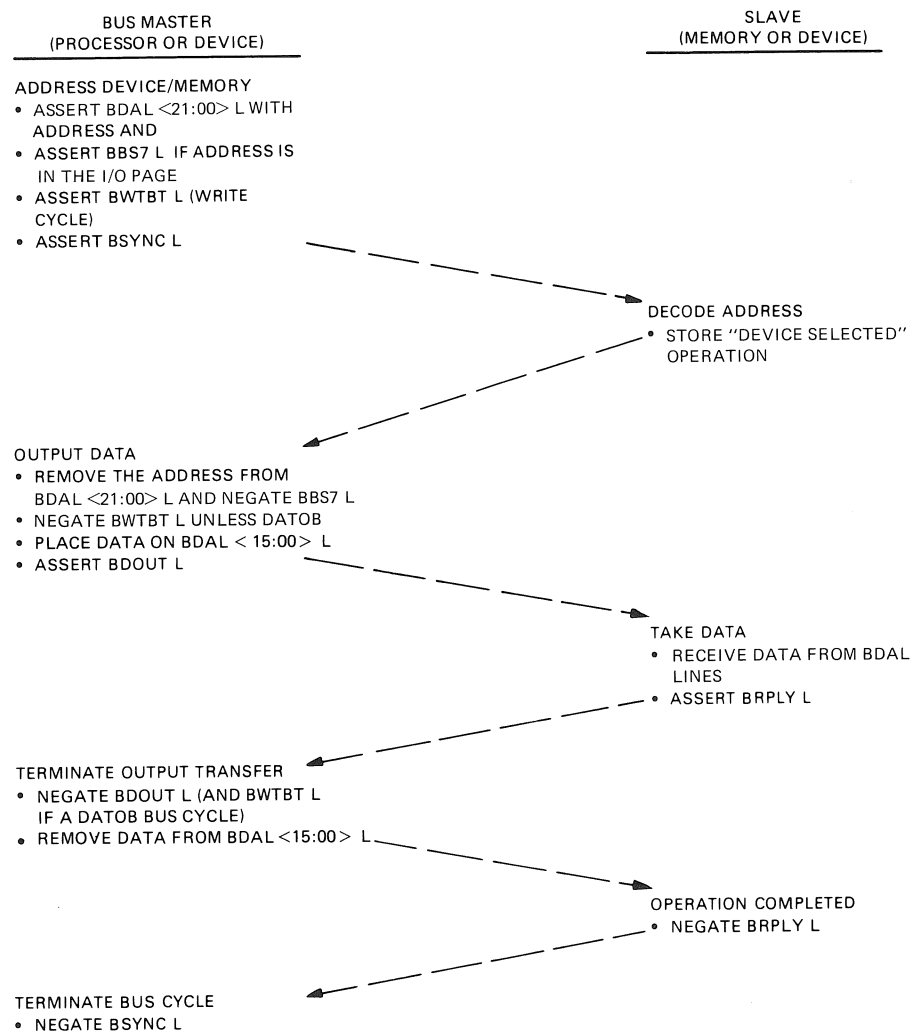 BUS MASTER
(PROCESSOR OR DEVICE)
SLAVE
(MEMORY OR DEVICE)
ADDRESS DEVICE/MEMORY
• ASSERT BDAL <21:00> L WITH
ADDRESS AND
• ASSERT BBS7 L IF ADDRESS IS
IN THE I/O PAGE
• ASSERT BWTBT L (WRITE
CYCLE)
• ASSERT BSYNC L
DECODE ADDRESS
• STORE "DEVICE SELECTED"
OPERATION
OUTPUT DATA
• REMOVE THE ADDRESS FROM
BDAL <21:00> L AND NEGATE BBS7 L
• NEGATE BWTBT L UNLESS DATOB
• PLACE DATA ON BDAL < 15:00> L
• ASSERT BDOUT L
TAKE DATA
• RECEIVE DATA FROM BDAL
LINES
• ASSERT BRPLY L
TERMINATE OUTPUT TRANSFER
• NEGATE BDOUT L (AND BWTBT L
IF A DATOB BUS CYCLE)
• REMOVE DATA FROM BDAL <15:00> L
OPERATION COMPLETED
• NEGATE BRPLY L
TERMINATE BUS CYCLE
• NEGATE BSYNC L